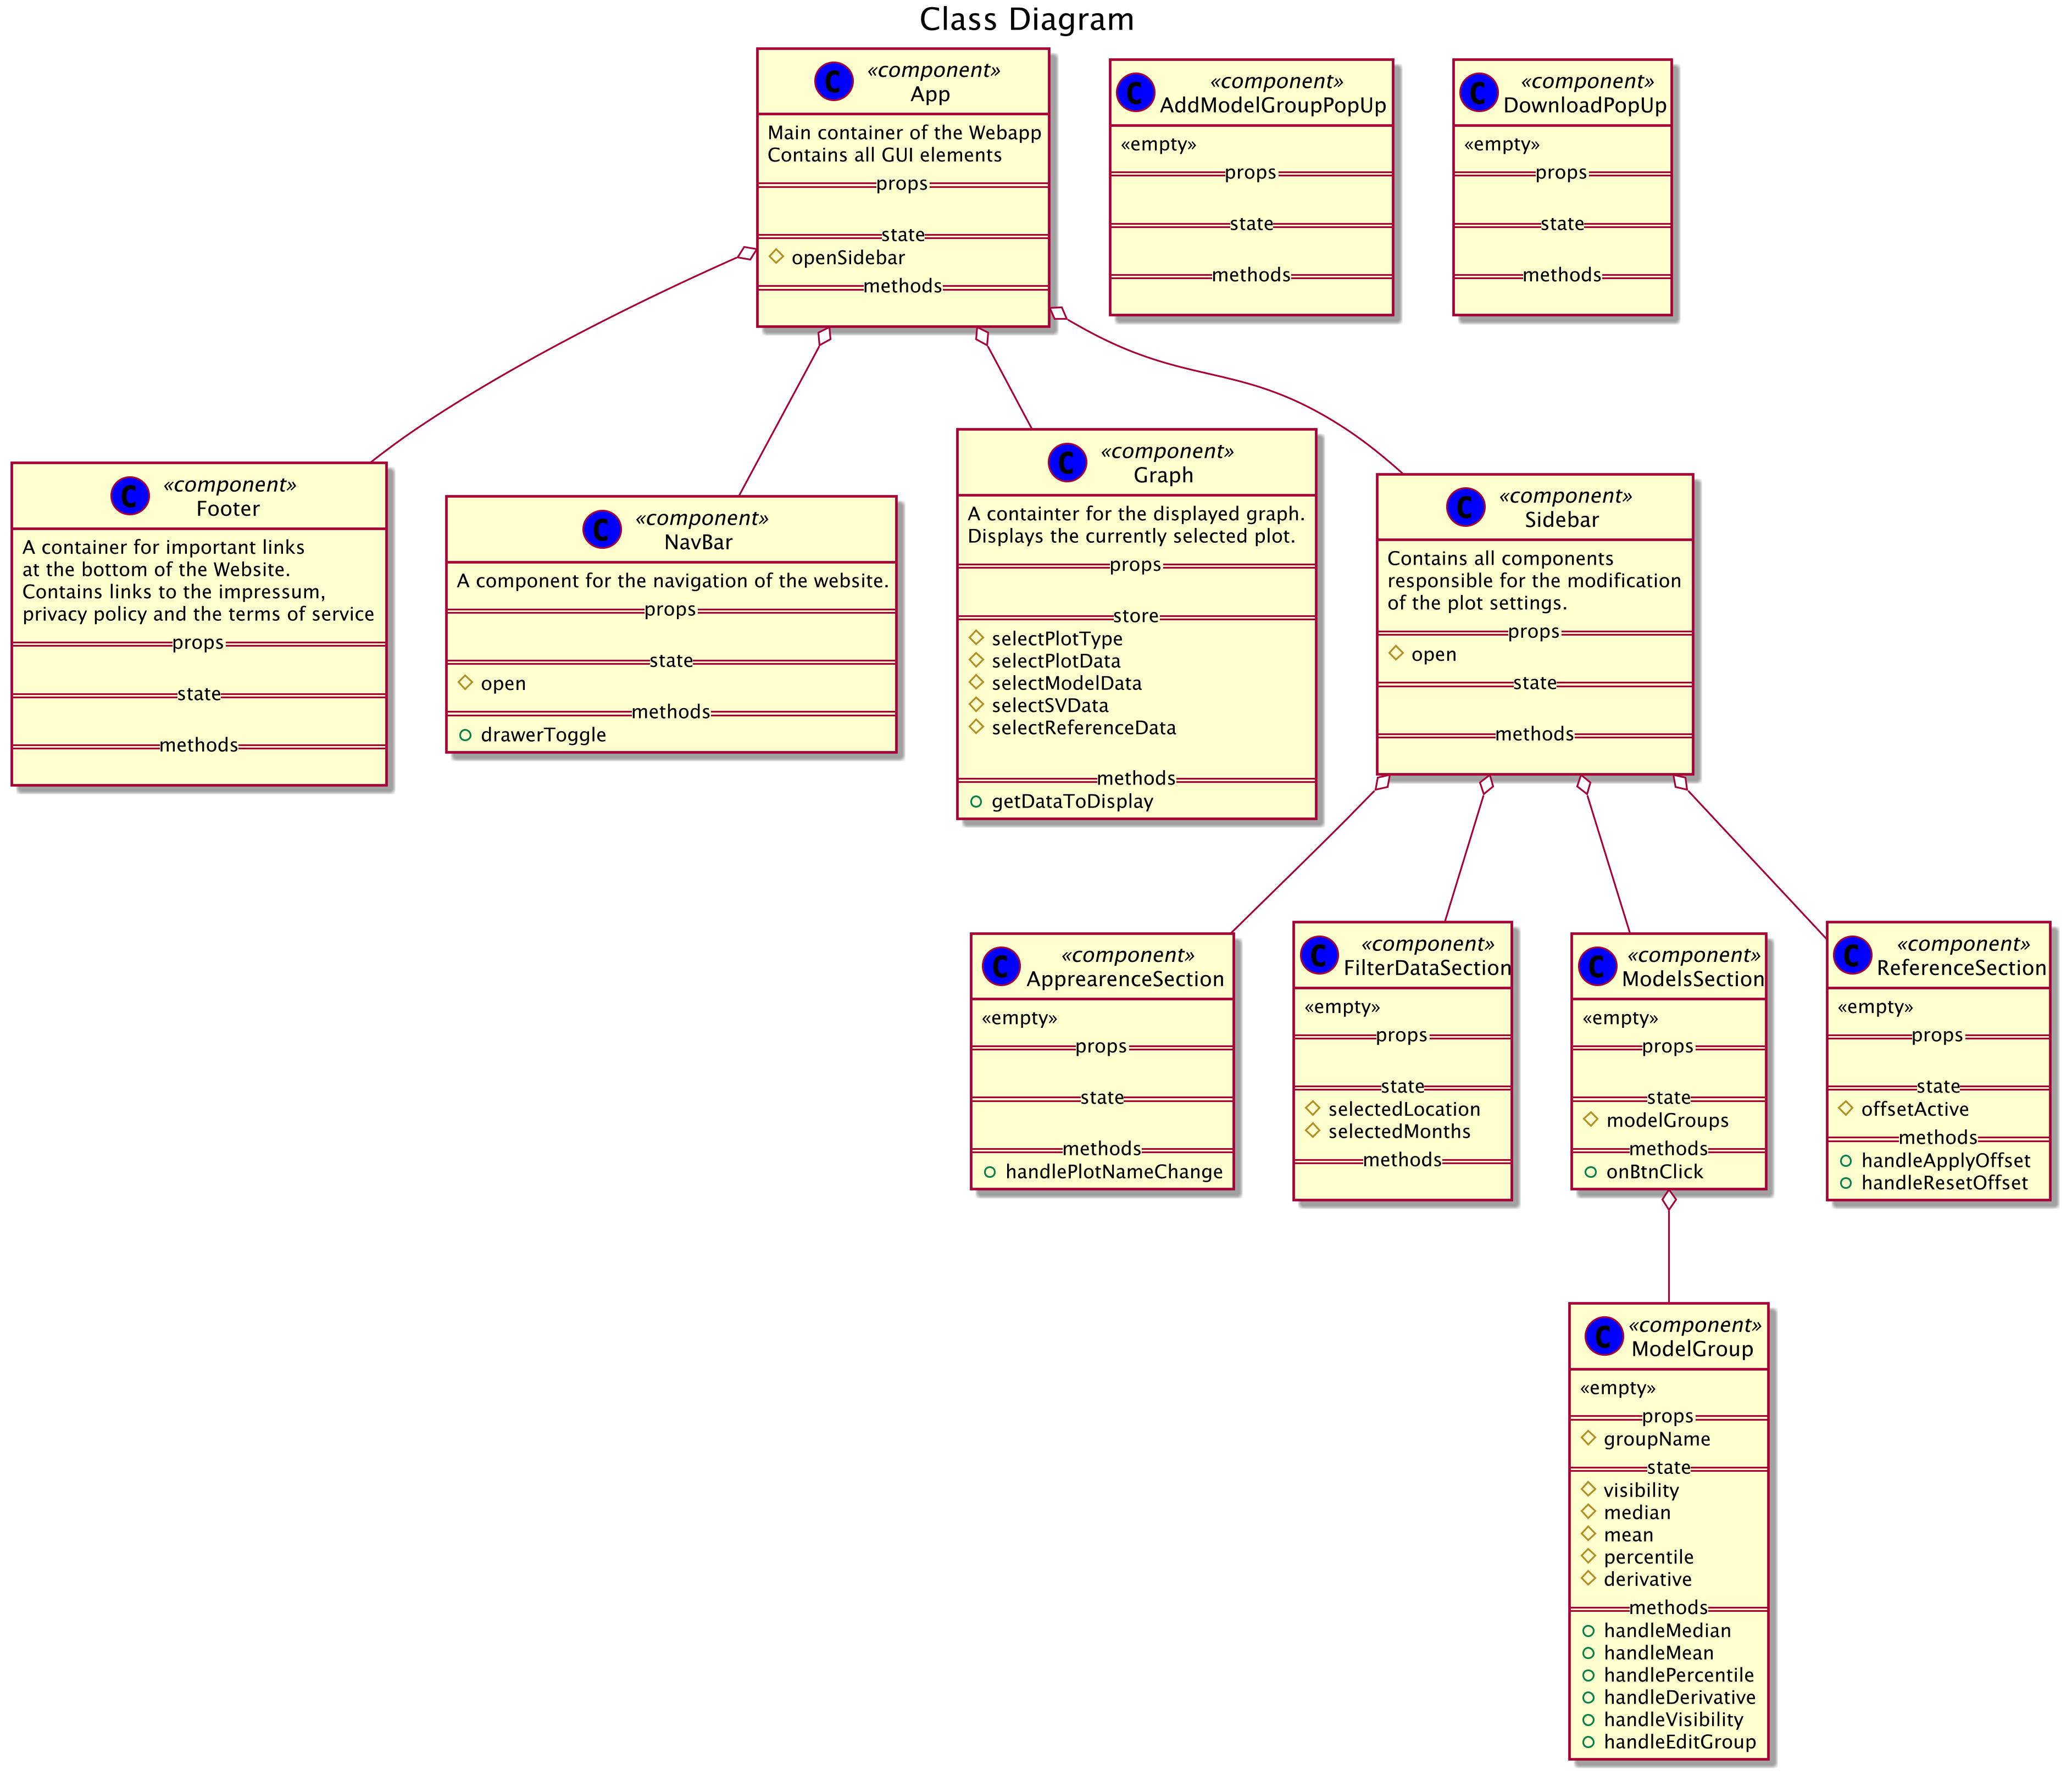 Class Diagram
C
«component»
App
Main container of the Webapp
Contains all GUI elements
props
state
openSidebar
methods
C
«component»
AddModelGroupPopUp
«empty»
props
state
methods
C
«component»
DownloadPopUp
«empty»
props
state
methods
C
«component»
Footer
A container for important links
at the bottom of the Website.
Contains links to the impressum,
privacy policy and the terms of service
props
state
methods
C
«component»
NavBar
A component for the navigation of the website.
props
state
open
methods
drawerToggle
C
«component»
Graph
A containter for the displayed graph.
Displays the currently selected plot.
props
store
selectPlotType
selectPlotData
selectModelData
selectSVData
selectReferenceData
methods
getDataToDisplay
C
«component»
Sidebar
Contains all components
responsible for the modification
of the plot settings.
props
open
state
methods
C
«component»
ApprearenceSection
«empty»
props
state
methods
handlePlotNameChange
C
«component»
FilterDataSection
«empty»
props
state
selectedLocation
selectedMonths
methods
C
«component»
ModelsSection
«empty»
props
state
modelGroups
methods
onBtnClick
C
«component»
ReferenceSection
«empty»
props
state
offsetActive
methods
handleApplyOffset
handleResetOffset
C
«component»
ModelGroup
«empty»
props
groupName
state
visibility
median
mean
percentile
derivative
methods
handleMedian
handleMean
handlePercentile
handleDerivative
handleVisibility
handleEditGroup